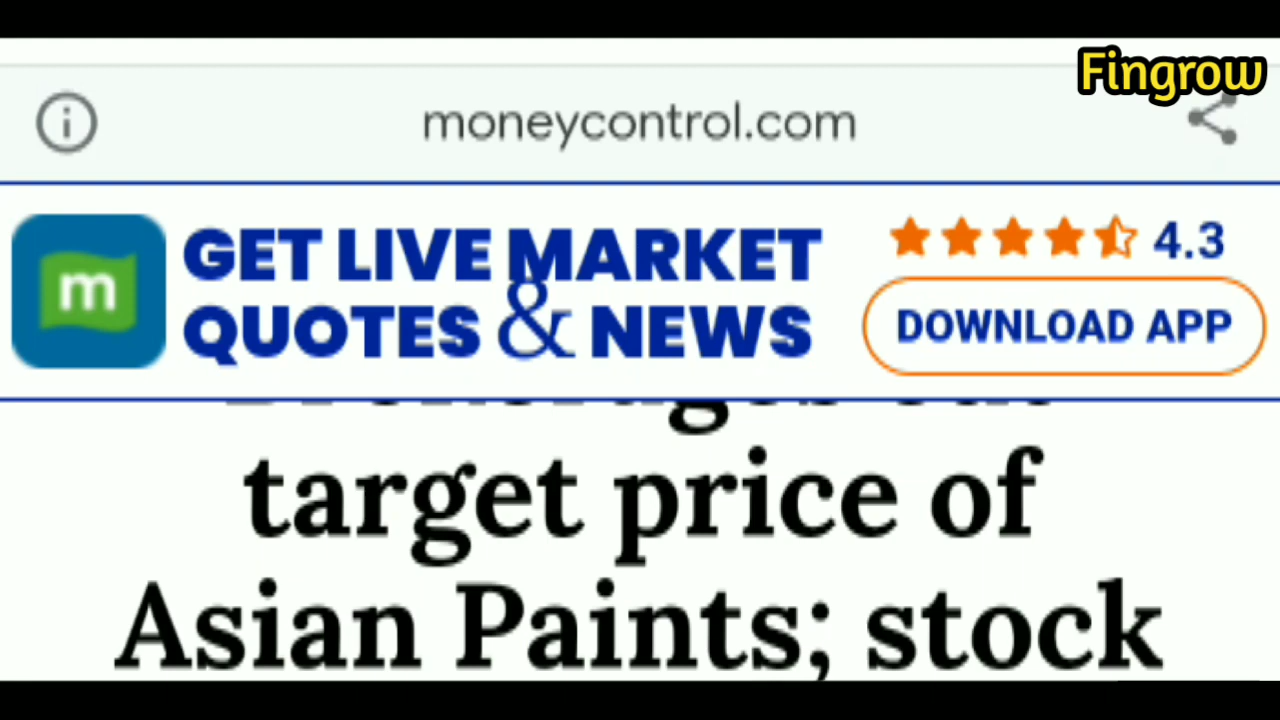 Fingrow
moneycontrol.com
m
GET LIVE MARKET
QUOTES & NEWS
4.3
DOWNLOAD APP
target price of
Asian Paints; stock